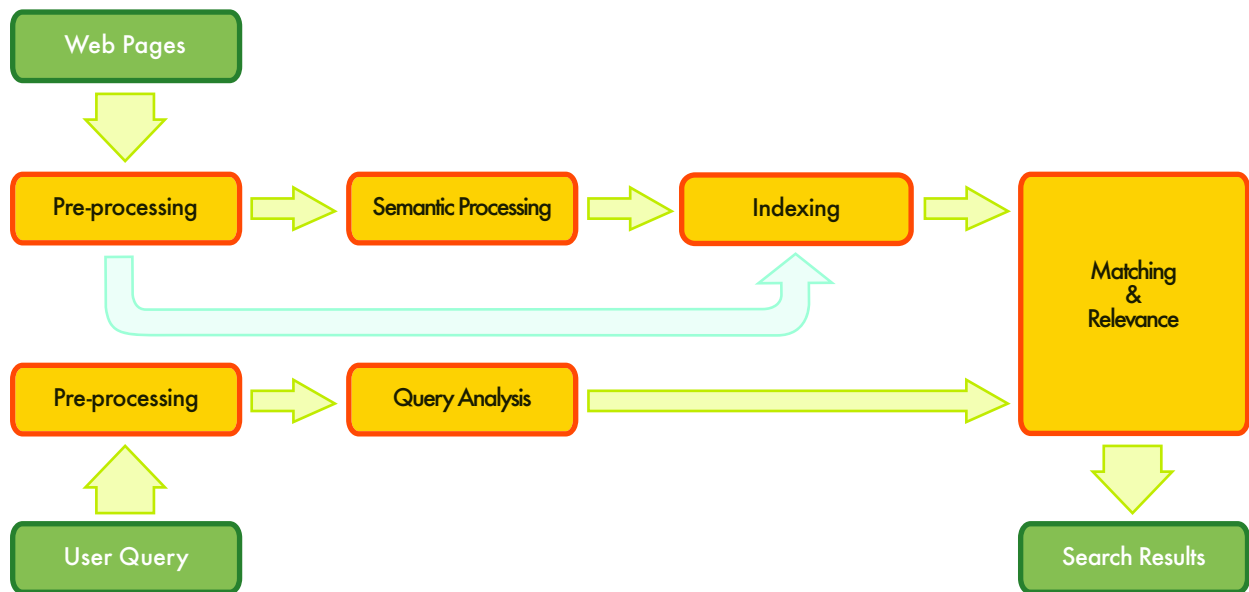 Web Pages
Pre-processing
Semantic Processing
Indexing
Matching
&
Relevance
Pre-processing
Query Analysis
User Query
Search Results